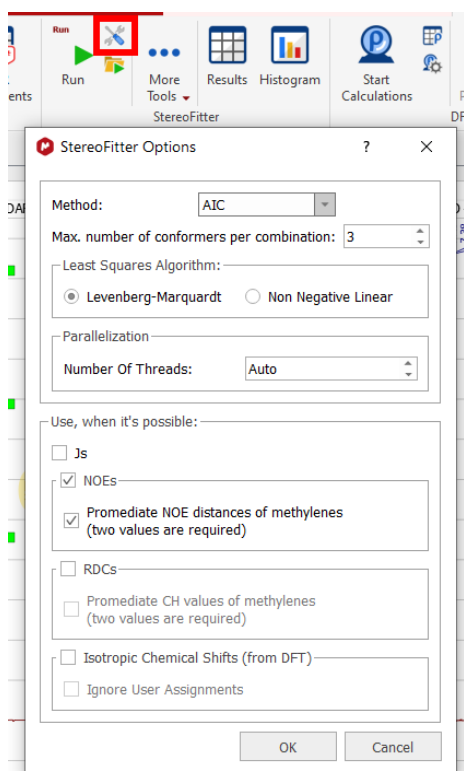 Run
ents
Run
More
Tools
Results
Histogram
Start
Calculations
StereoFitter
DF
StereoFitter Options
?
DAR
Method:
AIC
Max. number of conformers per combination:
3
Least Squares Algorithm:
Levenberg-Marquardt
Non Negative Linear
Parallelization
Number Of Threads:
Auto
Use, when it's possible:
Js
NOEs
Promediate NOE distances of methylenes
(two values are required)
RDCs
Promediate CH values of methylenes
(two values are required)
Isotropic Chemical Shifts (from DFT)
Ignore User Assignments
OK
Cancel